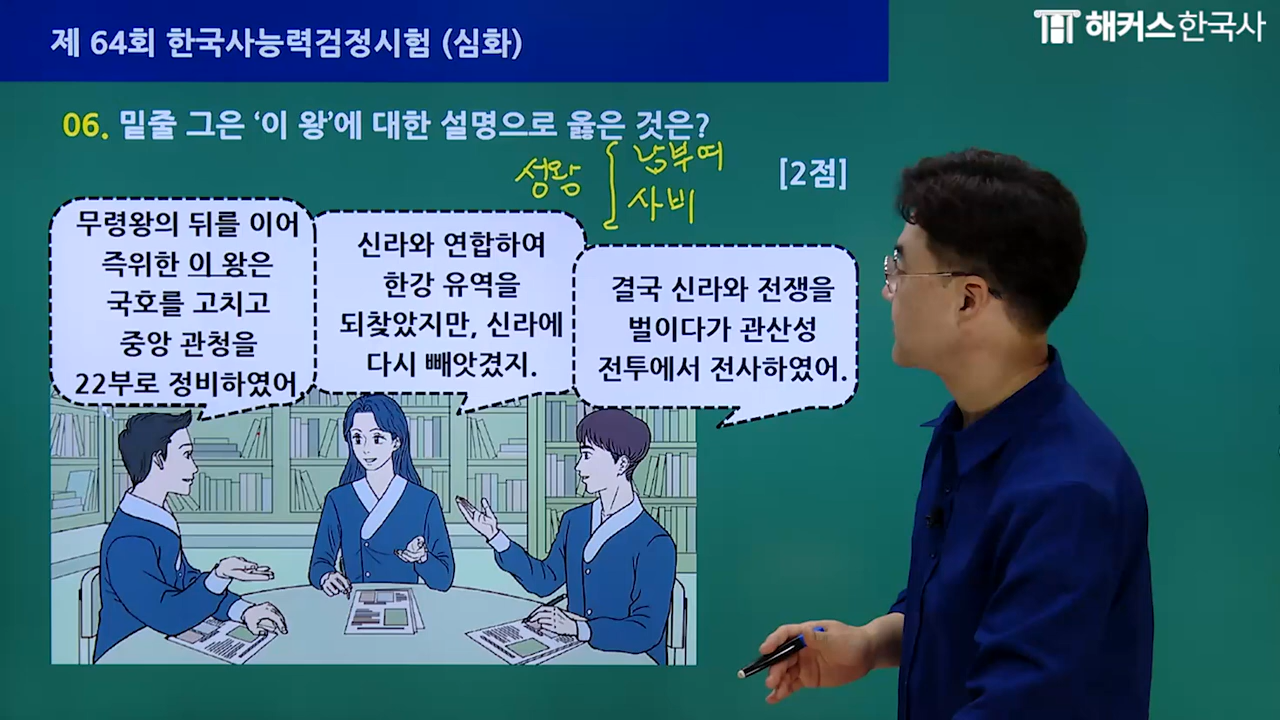 제 64회 한국사능력검정시험 (심화)
해커스한국사
06. 밑줄 그은 ‘이 왕’에 대한 설명으로 옳은 것은?
[2점]
성왕
남부여
사비
무령왕의 뒤를 이어
즉위한 이 왕은
국호를 고치고
중앙 관청을
22부로 정비하였어.
신라와 연합하여
한강 유역을
되찾았지만, 신라에
다시 빼앗겼지.
결국 신라와 전쟁을
벌이다가 관산성
전투에서 전사하였어.